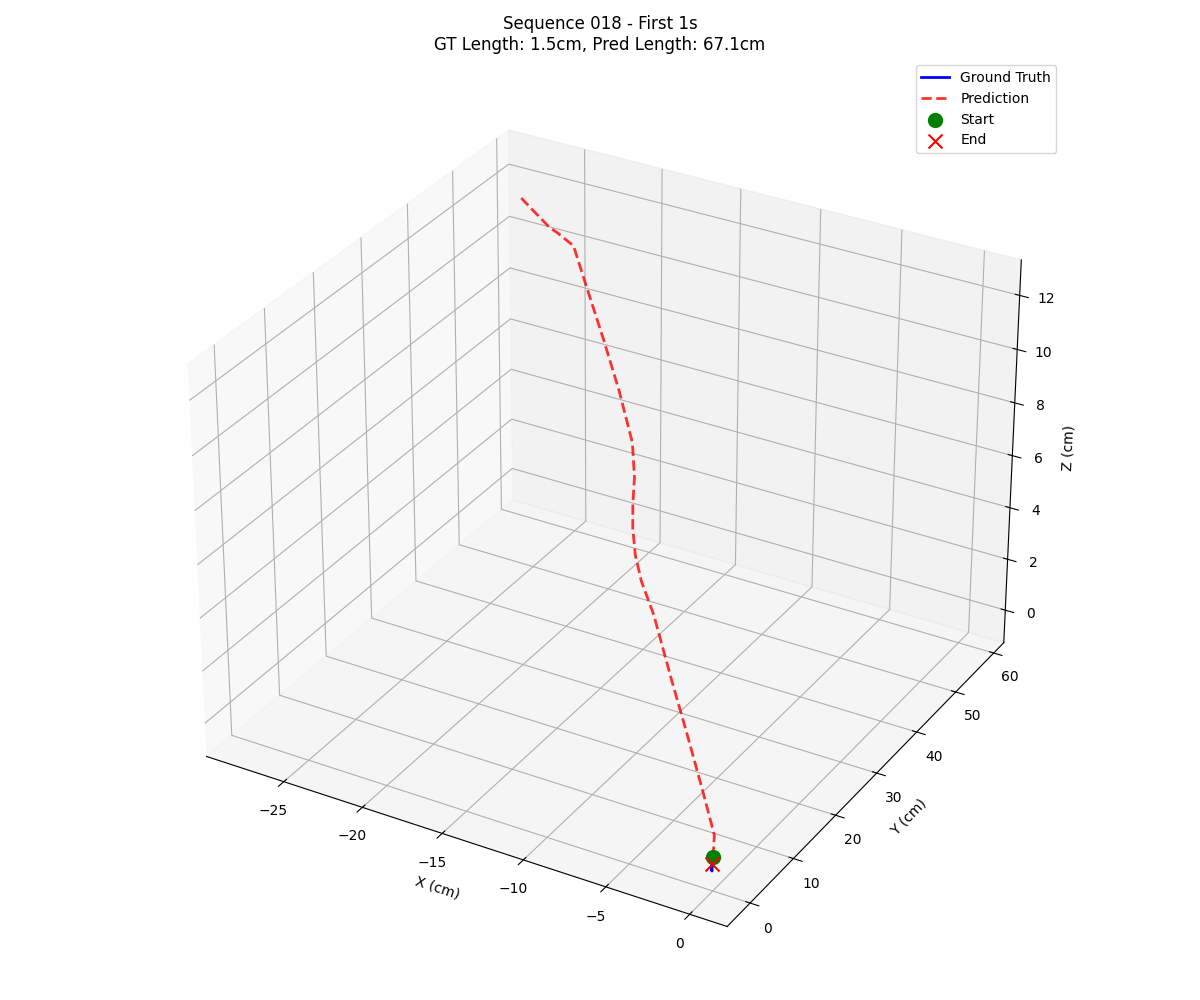 Sequence 018 - First 1s
GT Length: 1.5cm, Pred Length: 67.1cm
Ground Truth
Prediction
Start
End
12
10
8
6
4
2
0
Z (cm)
60
50
40
30
20
10
0
Y (cm)
−25
−20
−15
−10
−5
0
X (cm)